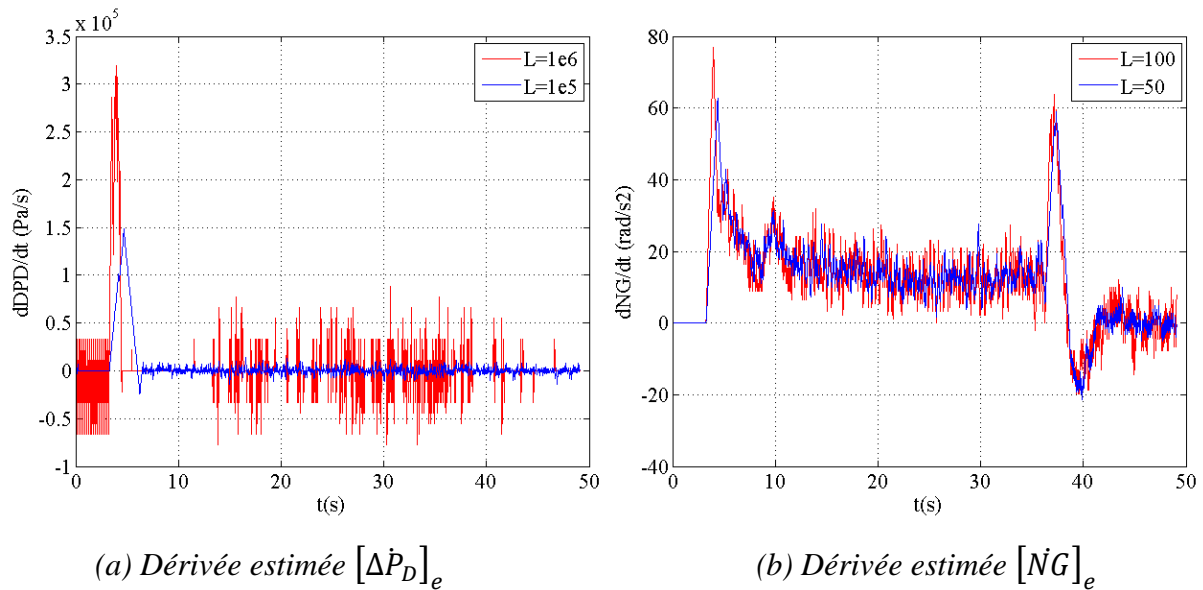 x 10^5
3.5
3
2.5
2
1.5
1
0.5
0
-0.5
-1
0 10 20 30 40 50
dDPD/dt (Pa/s)
t(s)
L=1e6
L=1e5
(a) Dérivée estimée [ΔṖ_D]_e
80
60
40
20
0
-20
-40
0 10 20 30 40 50
dNG/dt (rad/s2)
t(s)
L=100
L=50
(b) Dérivée estimée [ṄG]_e